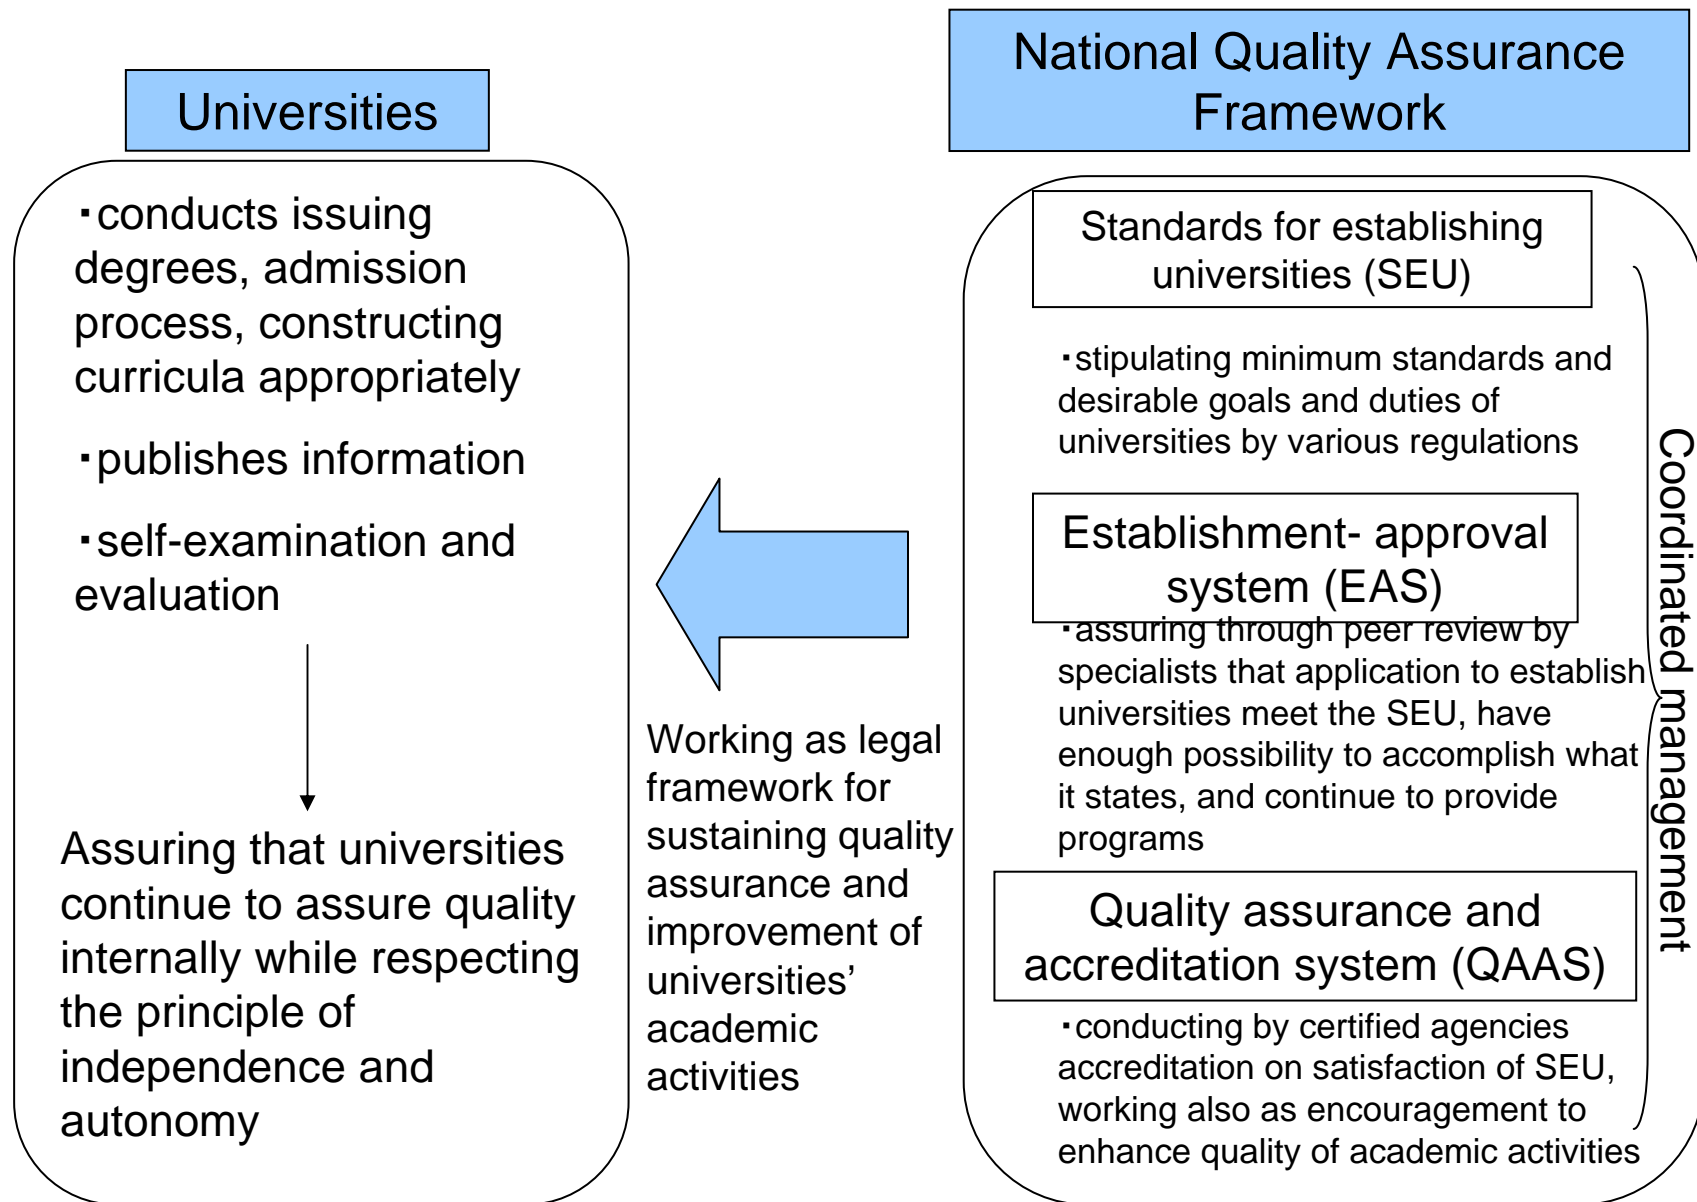 Universities
・conducts issuing
degrees, admission
process, constructing
curricula appropriately
・publishes information
・self-examination and
evaluation
Assuring that universities
continue to assure quality
internally while respecting
the principle of
independence and
autonomy
Working as legal
framework for
sustaining quality
assurance and
improvement of
universities’
academic
activities
National Quality Assurance
Framework
Standards for establishing
universities (SEU)
・stipulating minimum standards and
desirable goals and duties of
universities by various regulations
Establishment- approval
system (EAS)
・assuring through peer review by
specialists that application to establish
universities meet the SEU, have
enough possibility to accomplish what
it states, and continue to provide
programs
Quality assurance and
accreditation system (QAAS)
・conducting by certified agencies
accreditation on satisfaction of SEU,
working also as encouragement to
enhance quality of academic activities
Coordinated management